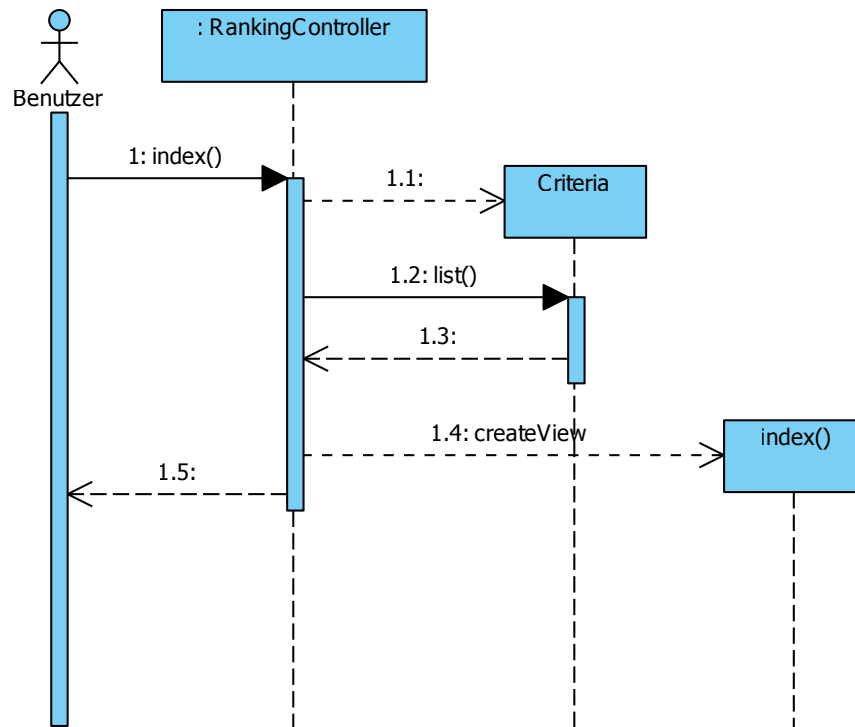 : RankingController
Benutzer
1: index()
1.1:
Criteria
1.2: list()
1.3:
1.4: createView
index()
1.5: